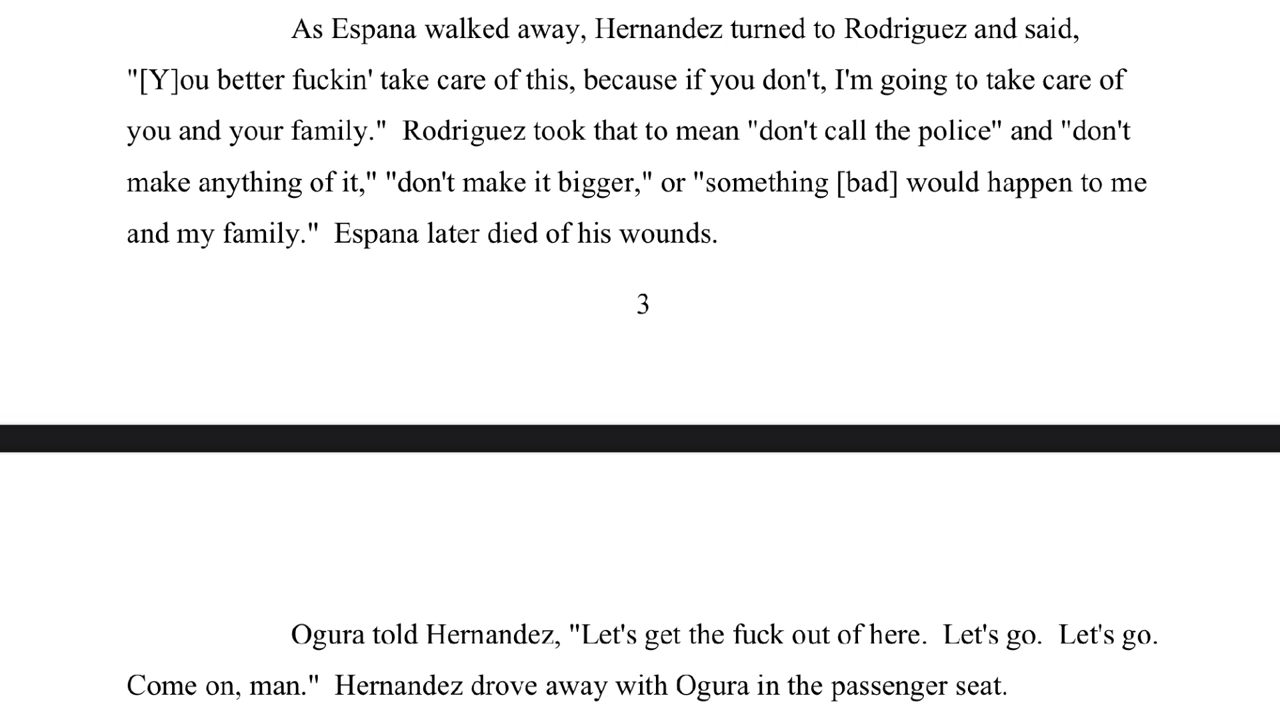 As Espana walked away, Hernandez turned to Rodriguez and said,
"[Y]ou better fuckin' take care of this, because if you don't, I'm going to take care of
you and your family."  Rodriguez took that to mean "don't call the police" and "don't
make anything of it," "don't make it bigger," or "something [bad] would happen to me
and my family."  Espana later died of his wounds.
3
Ogura told Hernandez, "Let's get the fuck out of here.  Let's go.  Let's go.
Come on, man."  Hernandez drove away with Ogura in the passenger seat.